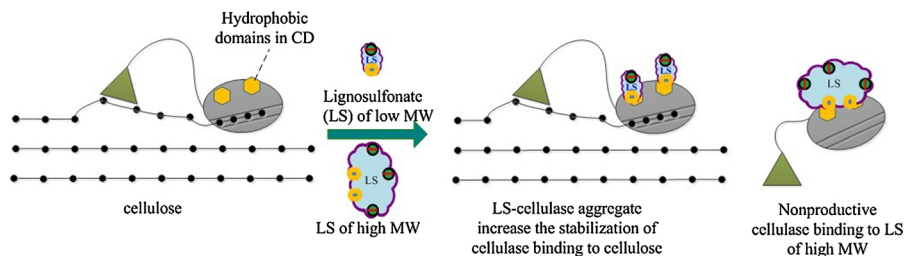 Hydrophobic
domains in CD
LS
Lignosulfonate
(LS) of low MW
LS
LS of high MW
cellulose
LS
LS
LS-cellulase aggregate
increase the stabilization of
cellulase binding to cellulose
LS
Nonproductive
cellulase binding to LS
of high MW